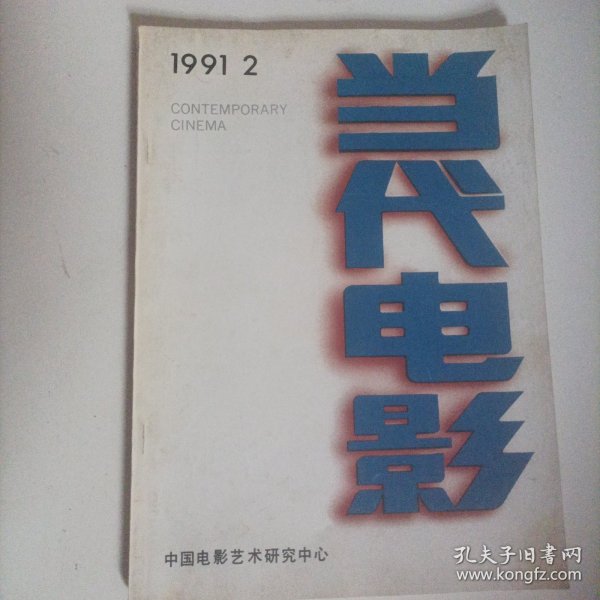 1991 2
CONTEMPORARY
CINEMA
当代电影
中国电影艺术研究中心
孔夫子旧书网
www.kongfz.com